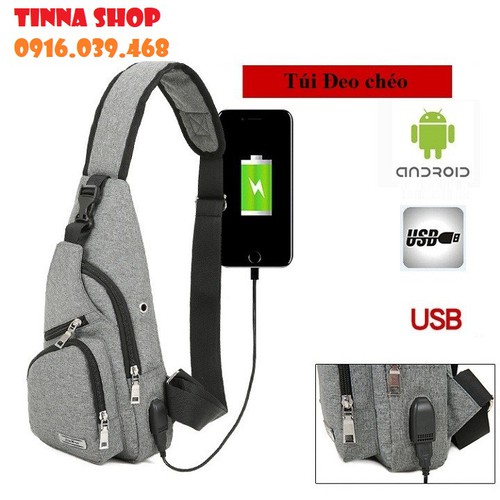 TINNA SHOP
0916.039.468
Túi Đeo chéo
ANDROID
USB
USB